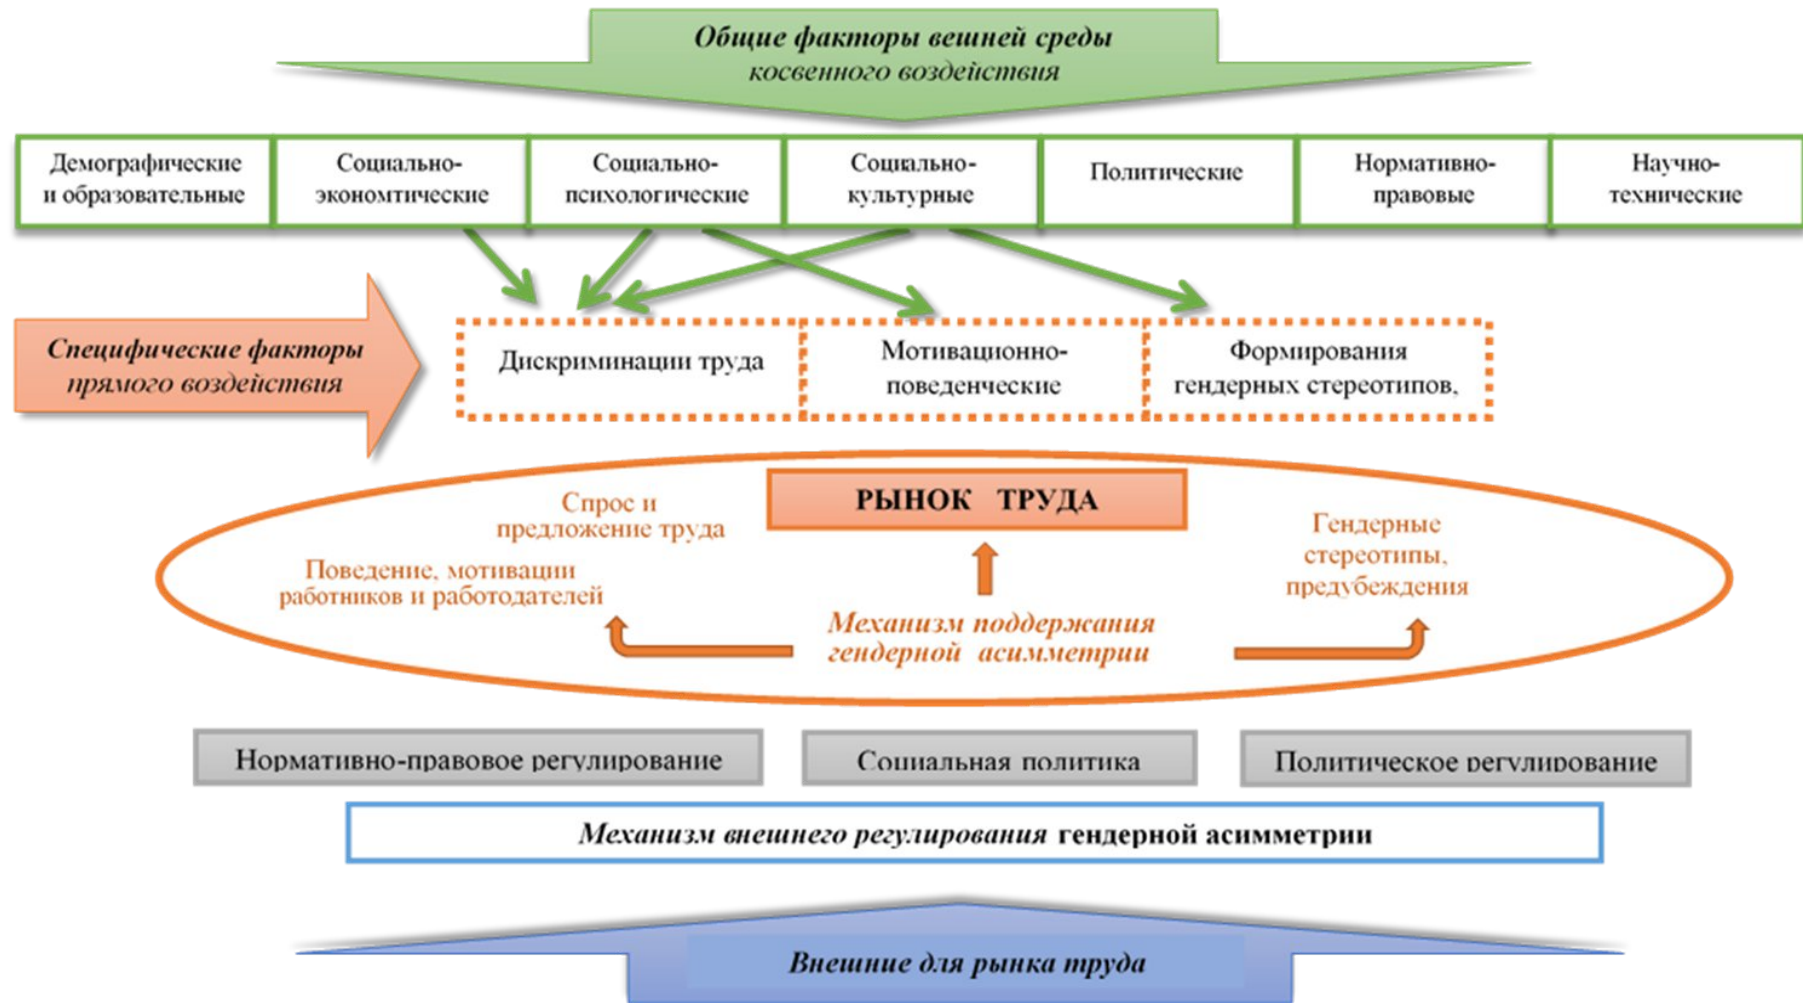 Общие факторы вешней среды
косвенного воздействия
Демографические
и образовательные
Социально-
экономтические
Социально-
психологические
Социально-
культурные
Политические
Нормативно-
правовые
Научно-
технические
Специфические факторы
прямого воздействия
Дискриминации труда
Мотивационно-
поведенческие
Формирования
гендерных стереотипов,
РЫНОК ТРУДА
Спрос и
предложение труда
Поведение, мотивации
работников и работодателей
Гендерные
стереотипы,
предубеждения
Механизм поддержания
гендерной асимметрии
Нормативно-правовое регулирование
Социальная политика
Политическое регулирование
Механизм внешнего регулирования гендерной асимметрии
Внешние для рынка труда